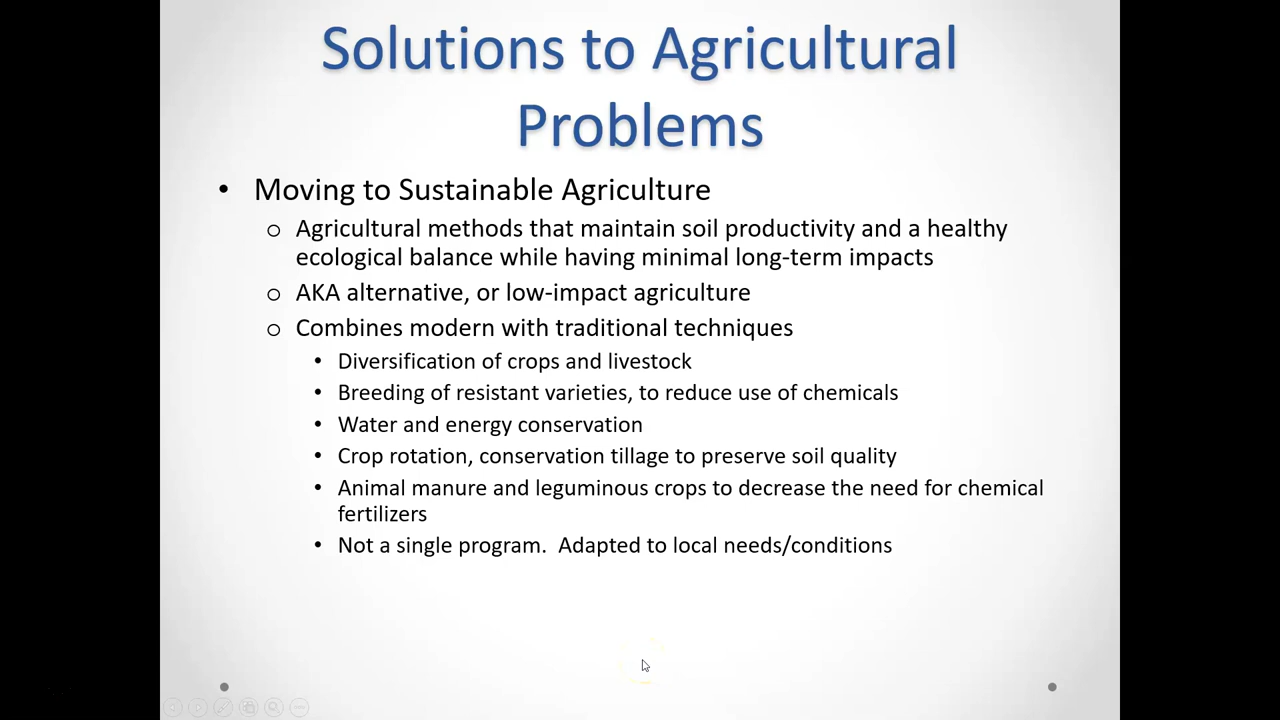 Solutions to Agricultural
Problems
• Moving to Sustainable Agriculture
o Agricultural methods that maintain soil productivity and a healthy
ecological balance while having minimal long-term impacts
o AKA alternative, or low-impact agriculture
o Combines modern with traditional techniques
• Diversification of crops and livestock
• Breeding of resistant varieties, to reduce use of chemicals
• Water and energy conservation
• Crop rotation, conservation tillage to preserve soil quality
• Animal manure and leguminous crops to decrease the need for chemical
fertilizers
• Not a single program.  Adapted to local needs/conditions